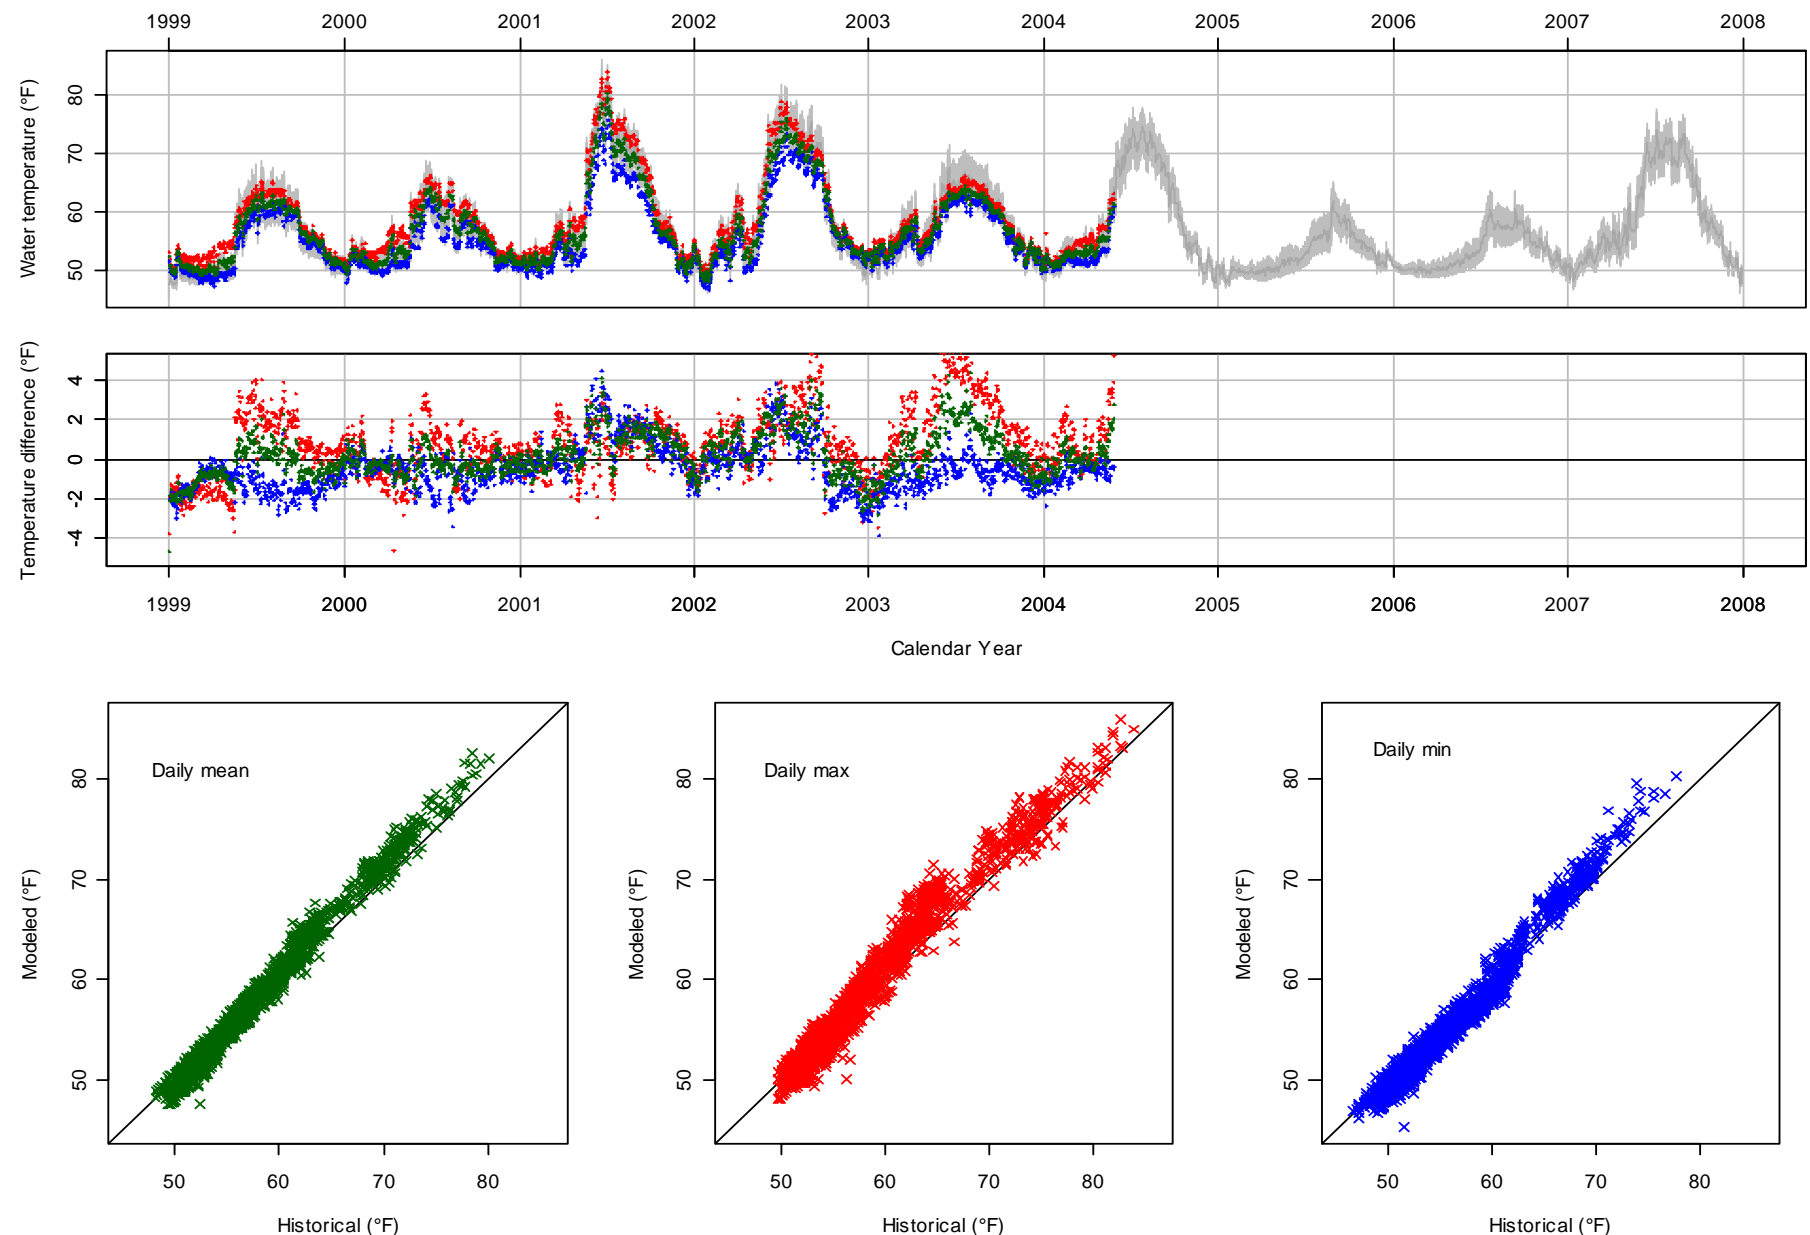 1999 2000 2001 2002 2003 2004 2005 2006 2007 2008
Water temperature (°F)
80
70
60
50
Temperature difference (°F)
4
2
0
-2
-4
1999 2000 2001 2002 2003 2004 2005 2006 2007 2008
Calendar Year
Daily mean
Modeled (°F)
80
70
60
50
50 60 70 80
Historical (°F)
Daily max
Modeled (°F)
80
70
60
50
50 60 70 80
Historical (°F)
Daily min
Modeled (°F)
80
70
60
50
50 60 70 80
Historical (°F)